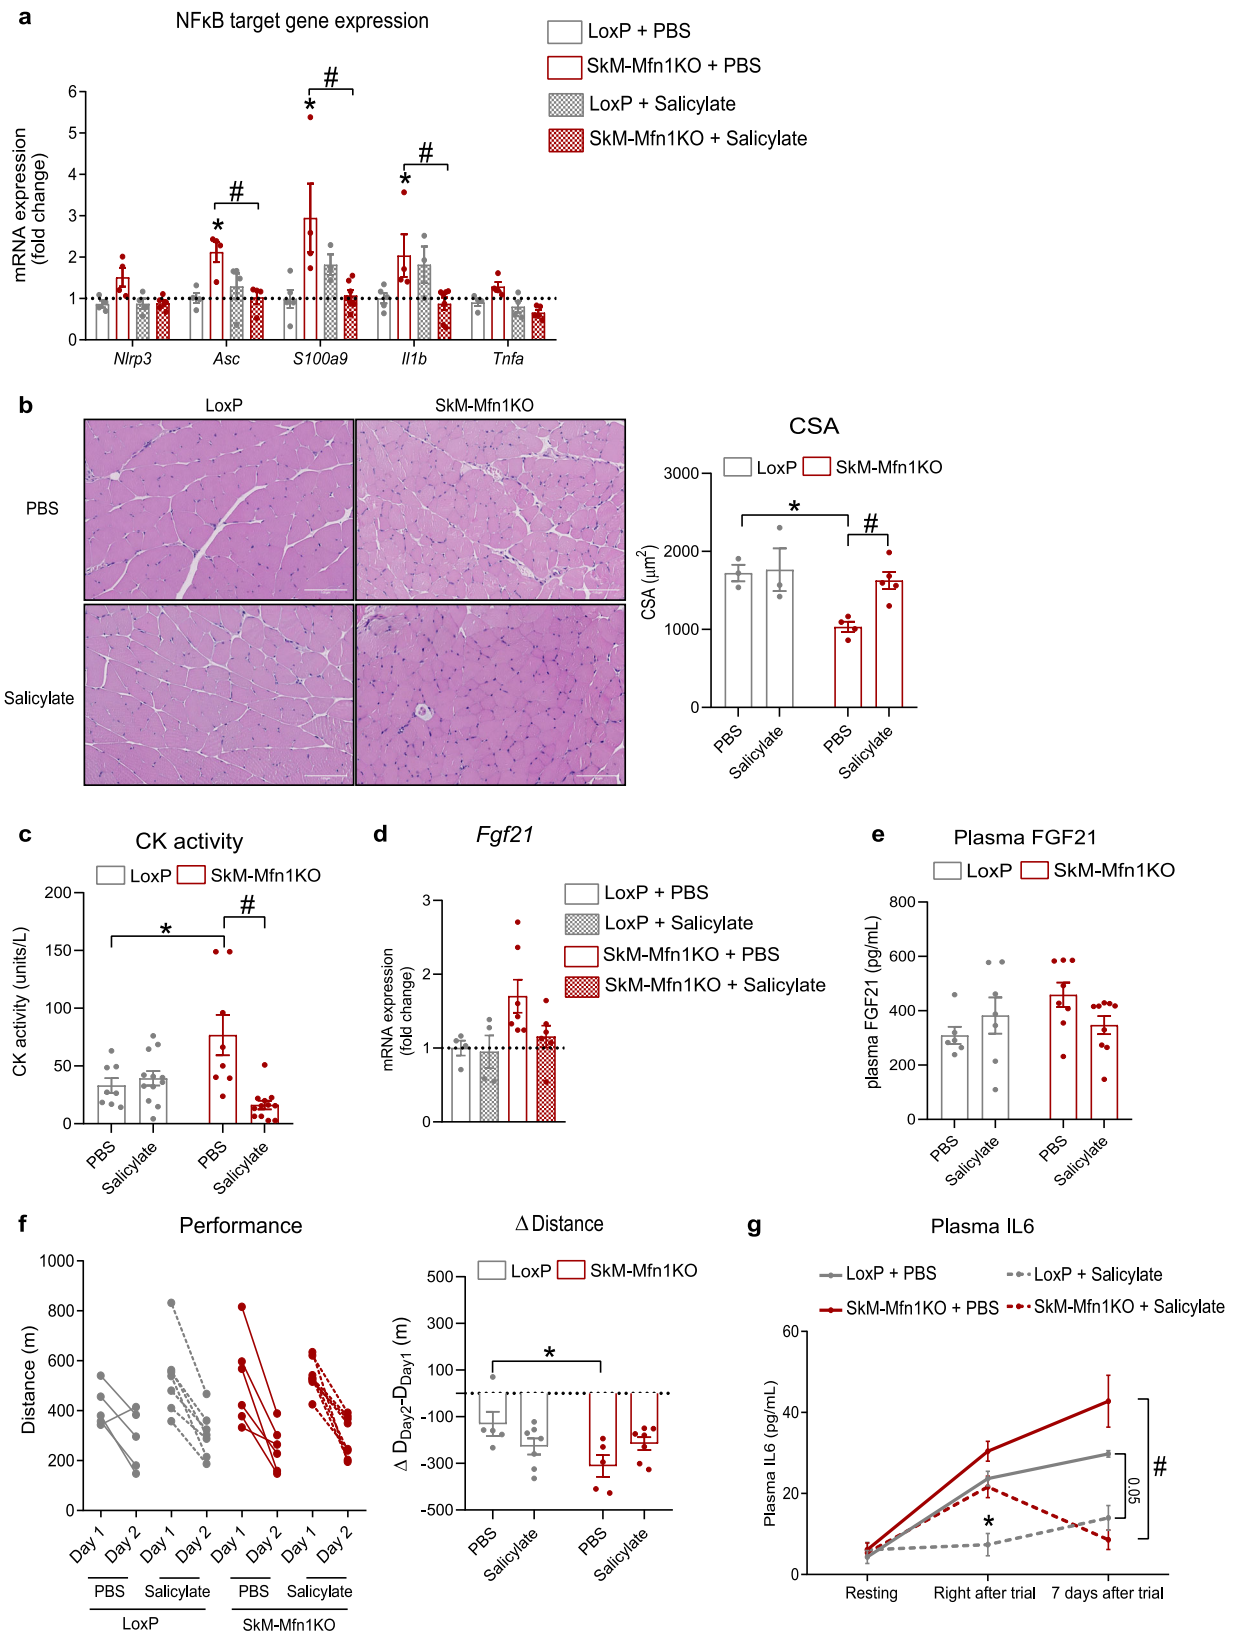 a
NFκB target gene expression
LoxP + PBS
SkM-Mfn1KO + PBS
LoxP + Salicylate
SkM-Mfn1KO + Salicylate
mRNA expression
(fold change)
6
5
4
3
2
1
0
*
#
*
#
*
#
Nlrp3 Asc S100a9 Il1b Tnfa
b
LoxP SkM-Mfn1KO
PBS
Salicylate
CSA
LoxP SkM-Mfn1KO
CSA (μm²)
3000
2000
1000
0
*
#
PBS Salicylate PBS Salicylate
c
CK activity
LoxP SkM-Mfn1KO
CK activity (units/L)
200
150
100
50
0
*
#
PBS Salicylate PBS Salicylate
d
Fgf21
LoxP + PBS
LoxP + Salicylate
SkM-Mfn1KO + PBS
SkM-Mfn1KO + Salicylate
mRNA expression
(fold change)
3
2
1
0
e
Plasma FGF21
LoxP SkM-Mfn1KO
plasma FGF21 (pg/mL)
800
600
400
200
0
PBS Salicylate PBS Salicylate
f
Performance
Distance (m)
1000
800
600
400
200
0
Day 1 Day 2 Day 1 Day 2 Day 1 Day 2 Day 1 Day 2
PBS Salicylate PBS Salicylate
LoxP SkM-Mfn1KO
Δ Distance
LoxP SkM-Mfn1KO
Δ DDay2-DDay1 (m)
500
300
100
-100
-300
-500
*
PBS Salicylate PBS Salicylate
g
Plasma IL6
LoxP + PBS LoxP + Salicylate
SkM-Mfn1KO + PBS SkM-Mfn1KO + Salicylate
Plasma IL6 (pg/mL)
60
40
20
0
*
0.05
#
Resting Right after trial 7 days after trial